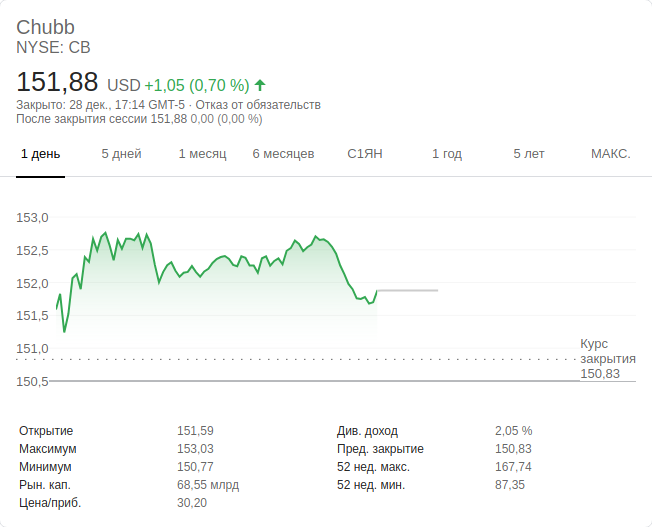 Chubb
NYSE: CB
151,88 USD +1,05 (0,70 %)
Закрыто: 28 дек., 17:14 GMT-5 · Отказ от обязательств
После закрытия сессии 151,88 0,00 (0,00 %)
1 день 5 дней 1 месяц 6 месяцев С1ЯН 1 год 5 лет МАКС.
153,0
152,5
152,0
151,5
151,0
Курс
закрытия
150,83
150,5
Открытие 151,59 Див. доход 2,05 %
Максимум 153,03 Пред. закрытие 150,83
Минимум 150,77 52 нед. макс. 167,74
Рын. кап. 68,55 млрд 52 нед. мин. 87,35
Цена/приб. 30,20